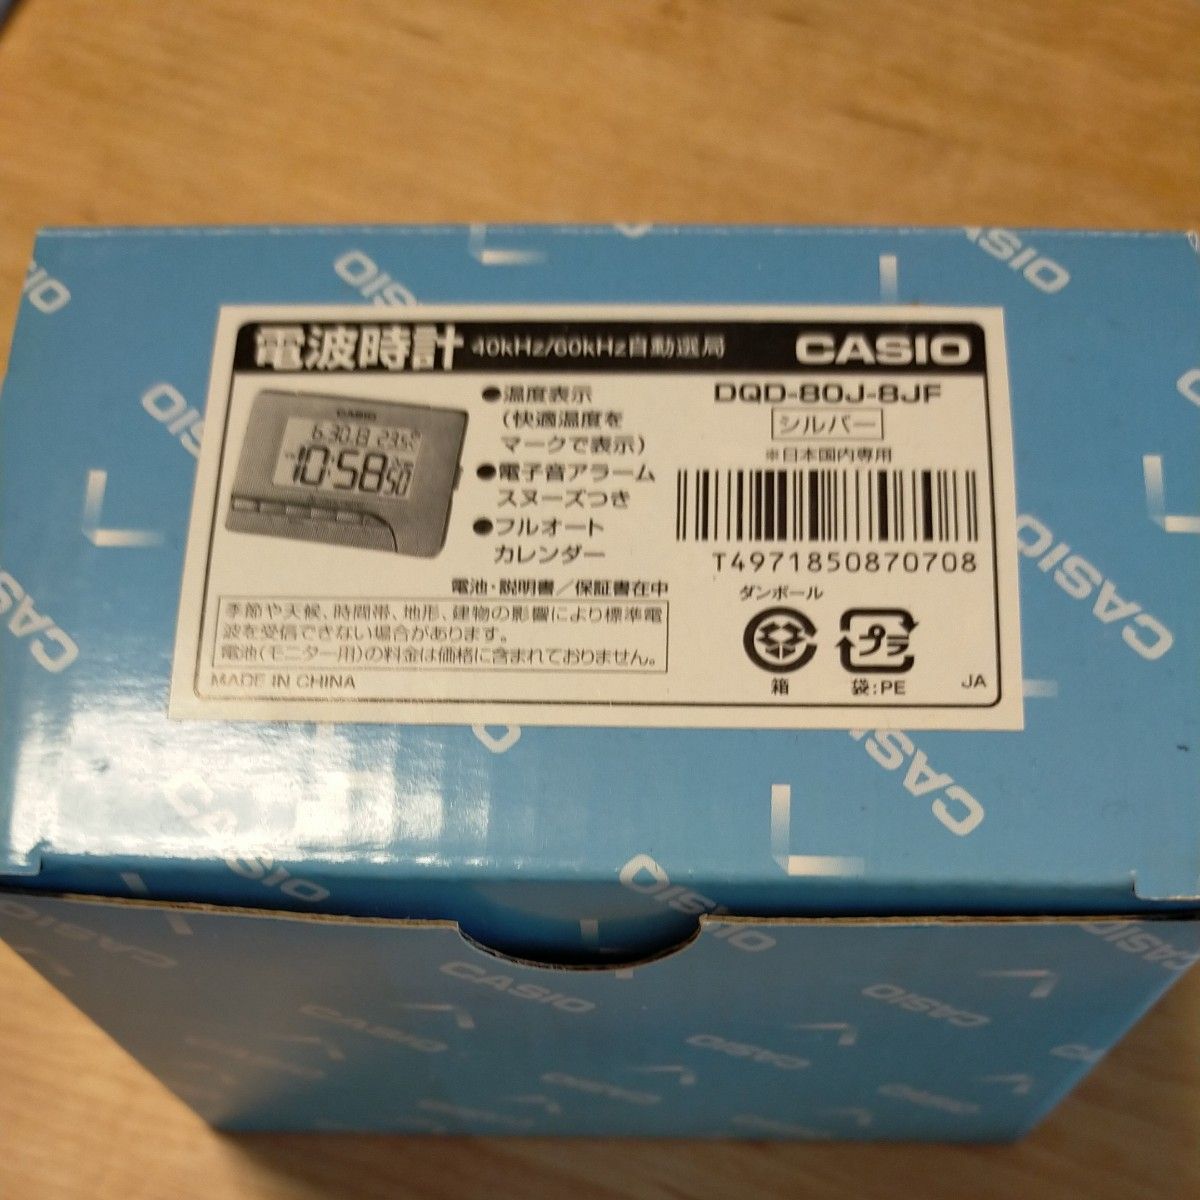 電波時計 40kHz/60kHz自動選局 CASIO
CASIO
6.30.日 23.5℃
10:58 50
●温度表示
(快適温度を
マークで表示)
●電子音アラーム
スヌーズつき
●フルオート
カレンダー
DQD-80J-8JF
シルバー
※日本国内専用
T4971850870708
電池・説明書/保証書在中
季節や天候、時間帯、地形、建物の影響により標準電
波を受信できない場合があります。
電池(モニター用)の料金は価格に含まれておりません。
MADE IN CHINA
ダンボール
箱
プラ
袋:PE
JA
CASIO
CASIO
CASIO
CASIO
CASIO
CASIO
CASIO
CASIO
CASIO